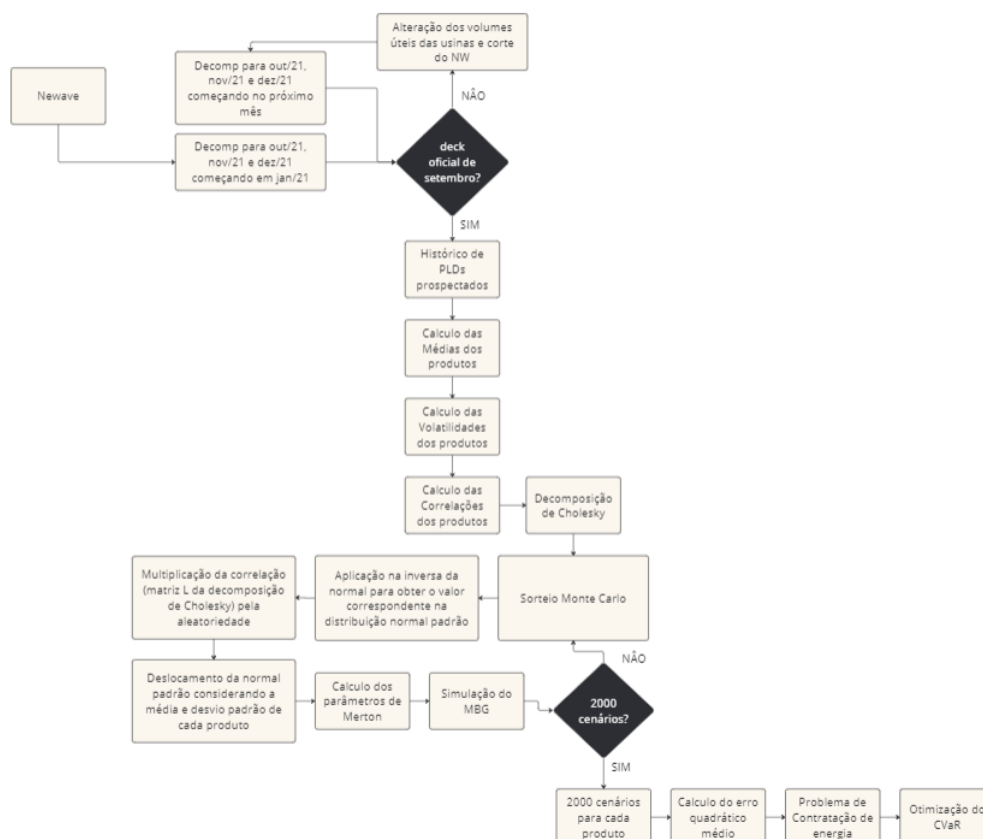 Alteração dos volumes
úteis das usinas e corte
do NW
Newave
Decomp para out/21,
nov/21 e dez/21
começando no próximo
mês
NÂO
Decomp para out/21,
nov/21 e dez/21
começando em jan/21
deck
oficial de
setembro?
SIM
Histórico de
PLDs
prospectados
Calculo das
Médias dos
produtos
Calculo das
Volatilidades
dos produtos
Calculo das
Correlações
dos produtos
Decomposição
de Cholesky
Sorteio Monte Carlo
Aplicação na inversa da
normal para obter o valor
correspondente na
distribuição normal padrão
Multiplicação da correlação
(matriz L da decomposição
de Cholesky) pela
aleatoriedade
Deslocamento da normal
padrão considerando a
média e desvio padrão de
cada produto
Calculo dos
parâmetros de
Merton
Simulação do
MBG
2000
cenários?
NÂO
SIM
2000 cenários
para cada
produto
Calculo do erro
quadrático
médio
Problema de
Contratação de
energia
Otimização do
CVaR